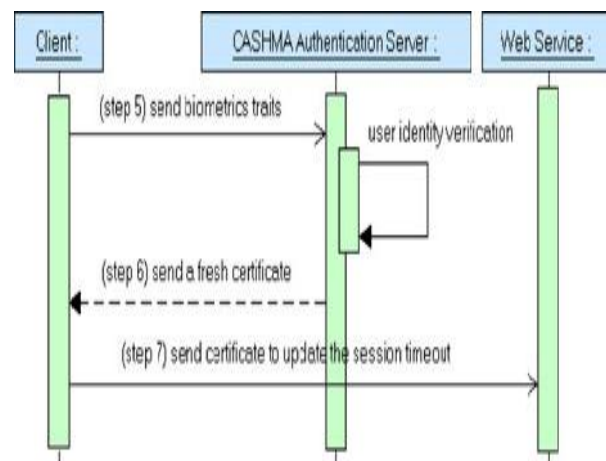 Client :
CASHMA Authentication Server :
Web Service :
(step 5) send biometrics traits
user identity verification
(step 6) send a fresh certificate
(step 7) send certificate to update the session timeout